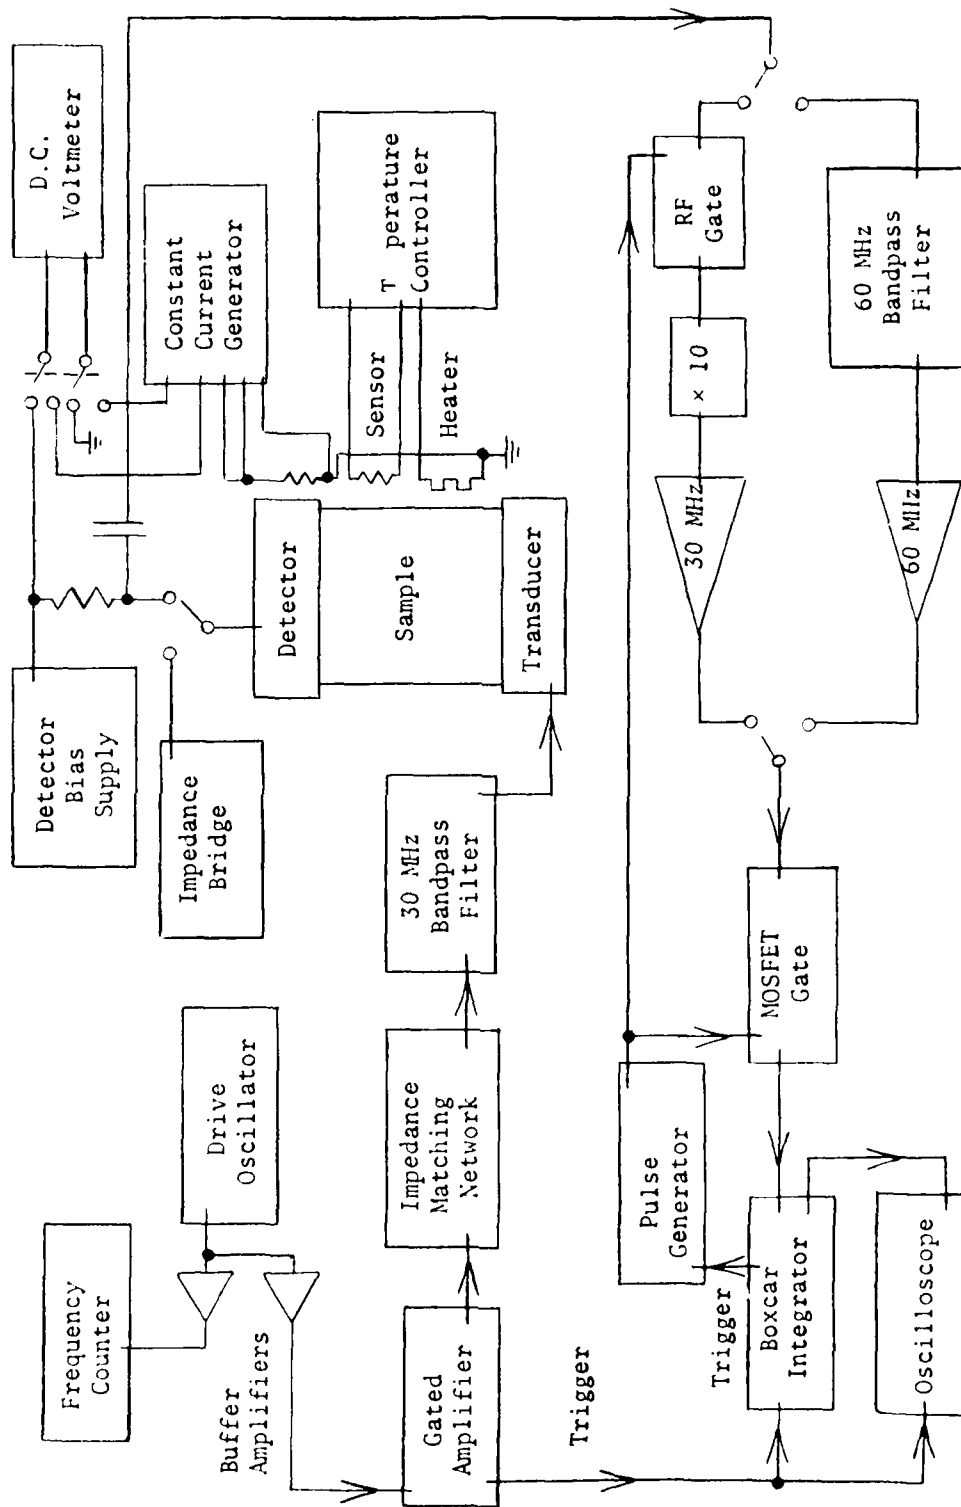 Frequency
Counter
Drive
Oscillator
Buffer
Amplifiers
Gated
Amplifier
Impedance
Matching
Network
30 MHz
Bandpass
Filter
Transducer
Sample
Detector
Detector
Bias
Supply
Impedance
Bridge
D.C.
Voltmeter
Constant
Current
Generator
T perature
Controller
Sensor
Heater
RF
Gate
× 10
30 MHz
60 MHz
Bandpass
Filter
60 MHz
MOSFET
Gate
Pulse
Generator
Trigger
Boxcar
Integrator
Trigger
Oscilloscope